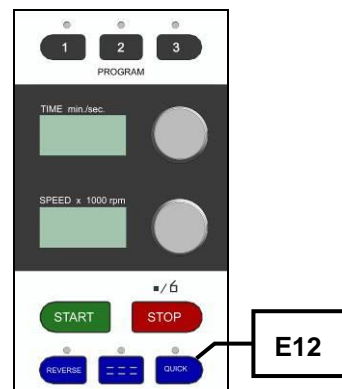 1 2 3
PROGRAM
TIME min./sec.
SPEED x 1000 rpm
START STOP
REVERSE QUICK
E12